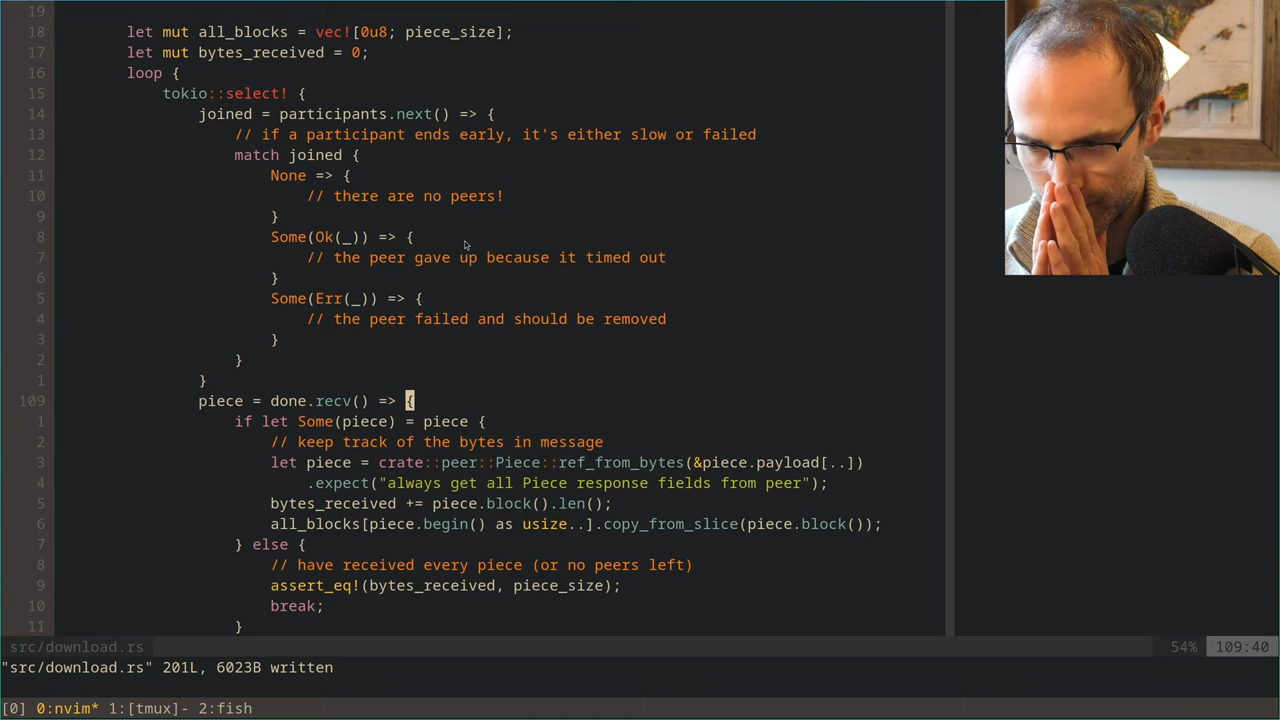 19
18 let mut all_blocks = vec![0u8; piece_size];
17 let mut bytes_received = 0;
16 loop {
15 tokio::select! {
14 joined = participants.next() => {
13 // if a participant ends early, it's either slow or failed
12 match joined {
11 None => {
10 // there are no peers!
9 }
8 Some(Ok(_)) => {
7 // the peer gave up because it timed out
6 }
5 Some(Err(_)) => {
4 // the peer failed and should be removed
3 }
2 }
1 }
109 piece = done.recv() => {
1 if let Some(piece) = piece {
2 // keep track of the bytes in message
3 let piece = crate::peer::Piece::ref_from_bytes(&piece.payload[..])
4 .expect("always get all Piece response fields from peer");
5 bytes_received += piece.block().len();
6 all_blocks[piece.begin() as usize..].copy_from_slice(piece.block());
7 } else {
8 // have received every piece (or no peers left)
9 assert_eq!(bytes_received, piece_size);
10 break;
11 }
src/download.rs 54% 109:40
"src/download.rs" 201L, 6023B written
[0] 0:nvim* 1:[tmux]- 2:fish